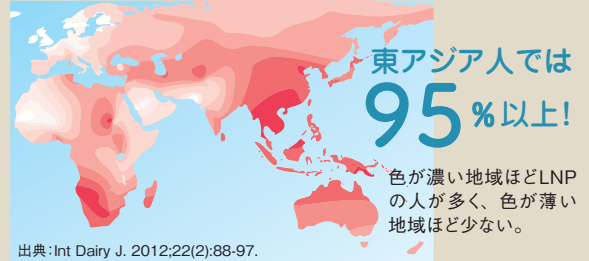 東アジア人では
95%以上!
色が濃い地域ほどLNP
の人が多く、色が薄い
地域ほど少ない。
出典:Int Dairy J. 2012;22(2):88-97.